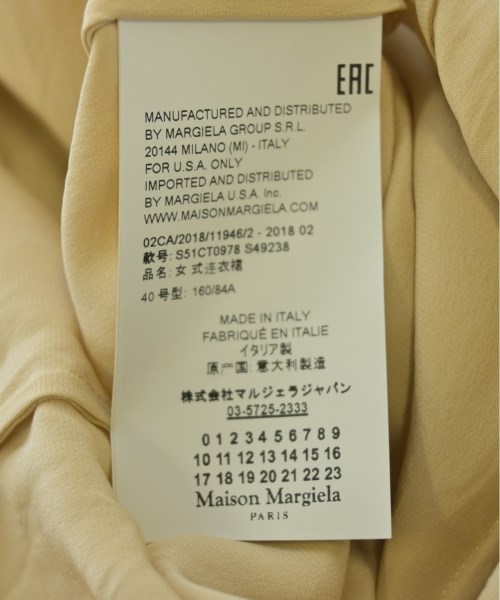 EAC
MANUFACTURED AND DISTRIBUTED
BY MARGIELA GROUP S.R.L.
20144 MILANO (MI) - ITALY
FOR U.S.A. ONLY
IMPORTED AND DISTRIBUTED
BY MARGIELA U.S.A. Inc.
WWW.MAISONMARGIELA.COM
02CA/2018/11946/2 - 2018 02
款号: S51CT0978 S49238
品名: 女 式连衣裙
40 号型: 160/84A
MADE IN ITALY
FABRIQUÉ EN ITALIE
イタリア製
原产国 意大利製造
株式会社マルジェラジャパン
03-5725-2333
0 1 2 3 4 5 6 7 8 9
10 11 12 13 14 15 16
17 18 19 20 21 22 23
Maison Margiela
PARIS